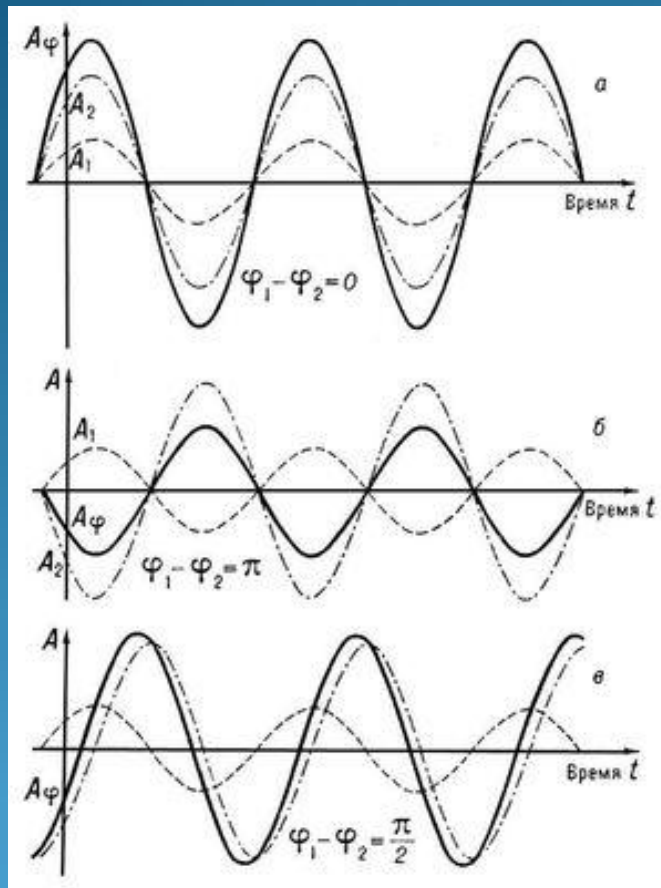 Aφ
а
A₂
A₁
Время t
φ₁ − φ₂ = 0
A
A₁
б
Aφ
Время t
A₂
φ₁ − φ₂ = π
A
в
Aφ
Время t
φ₁ − φ₂ = π/2